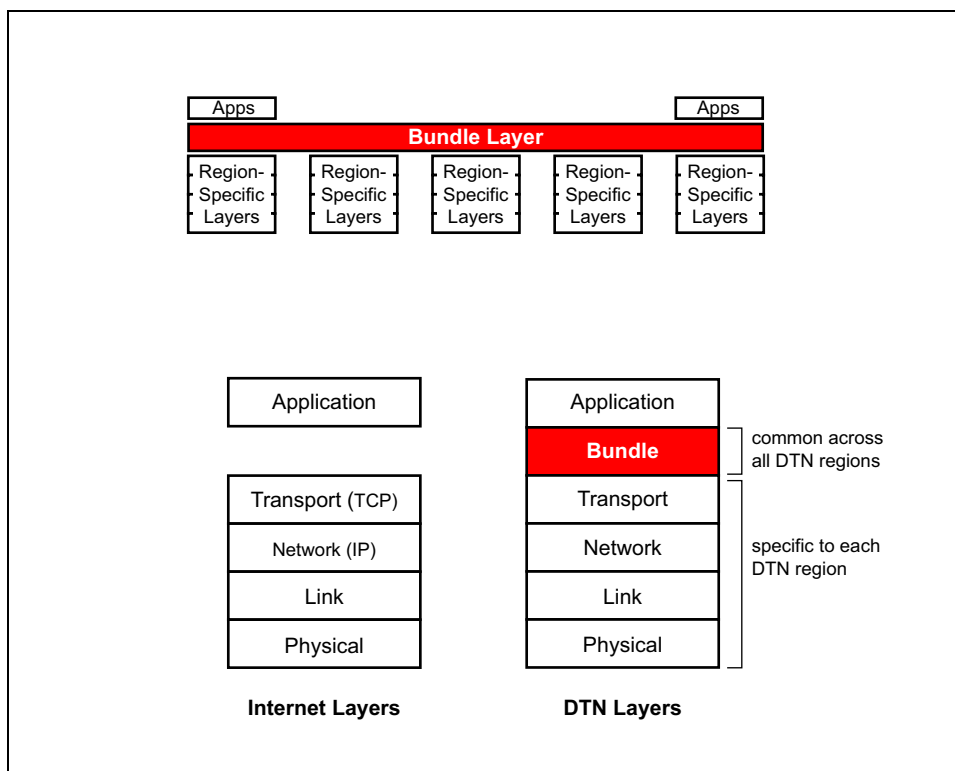 Apps Apps
Bundle Layer
Region- Region- Region- Region- Region-
Specific Specific Specific Specific Specific
Layers Layers Layers Layers Layers
Application Application
Bundle
common across
all DTN regions
Transport (TCP) Transport
Network (IP) Network
specific to each
DTN region
Link Link
Physical Physical
Internet Layers DTN Layers